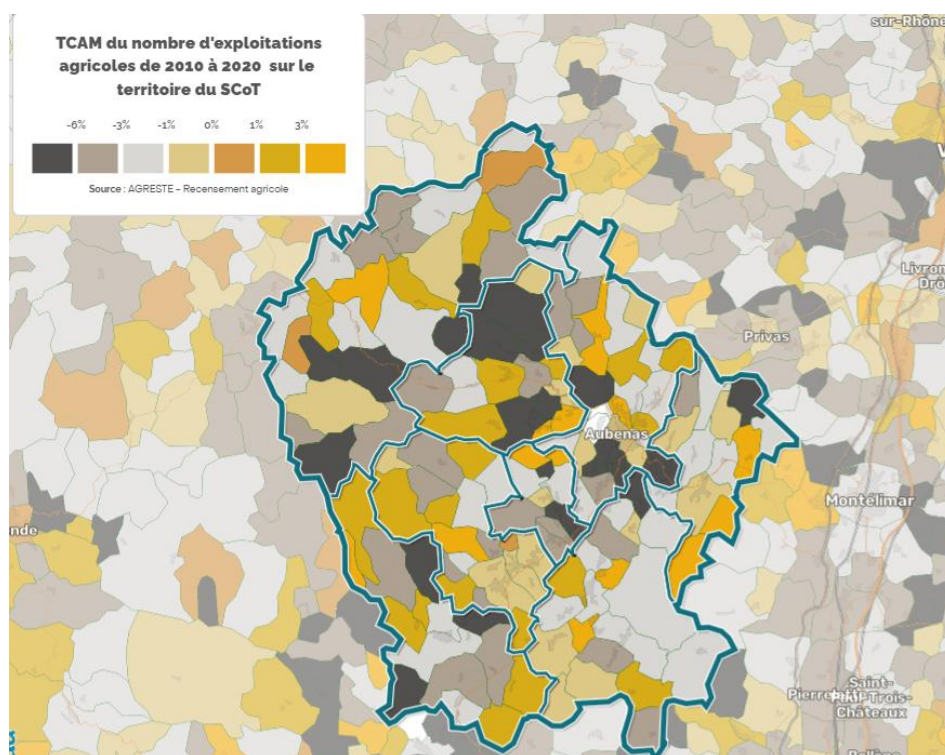 TCAM du nombre d'exploitations
agricoles de 2010 à 2020 sur le
territoire du SCoT
-6% -3% -1% 0% 1% 3%
Source : AGRESTE – Recensement agricole
sur-Rhône
Livron
Drô
Privas
Aubenas
Montélimar
nde
Saint-
Trois-
Châteaux